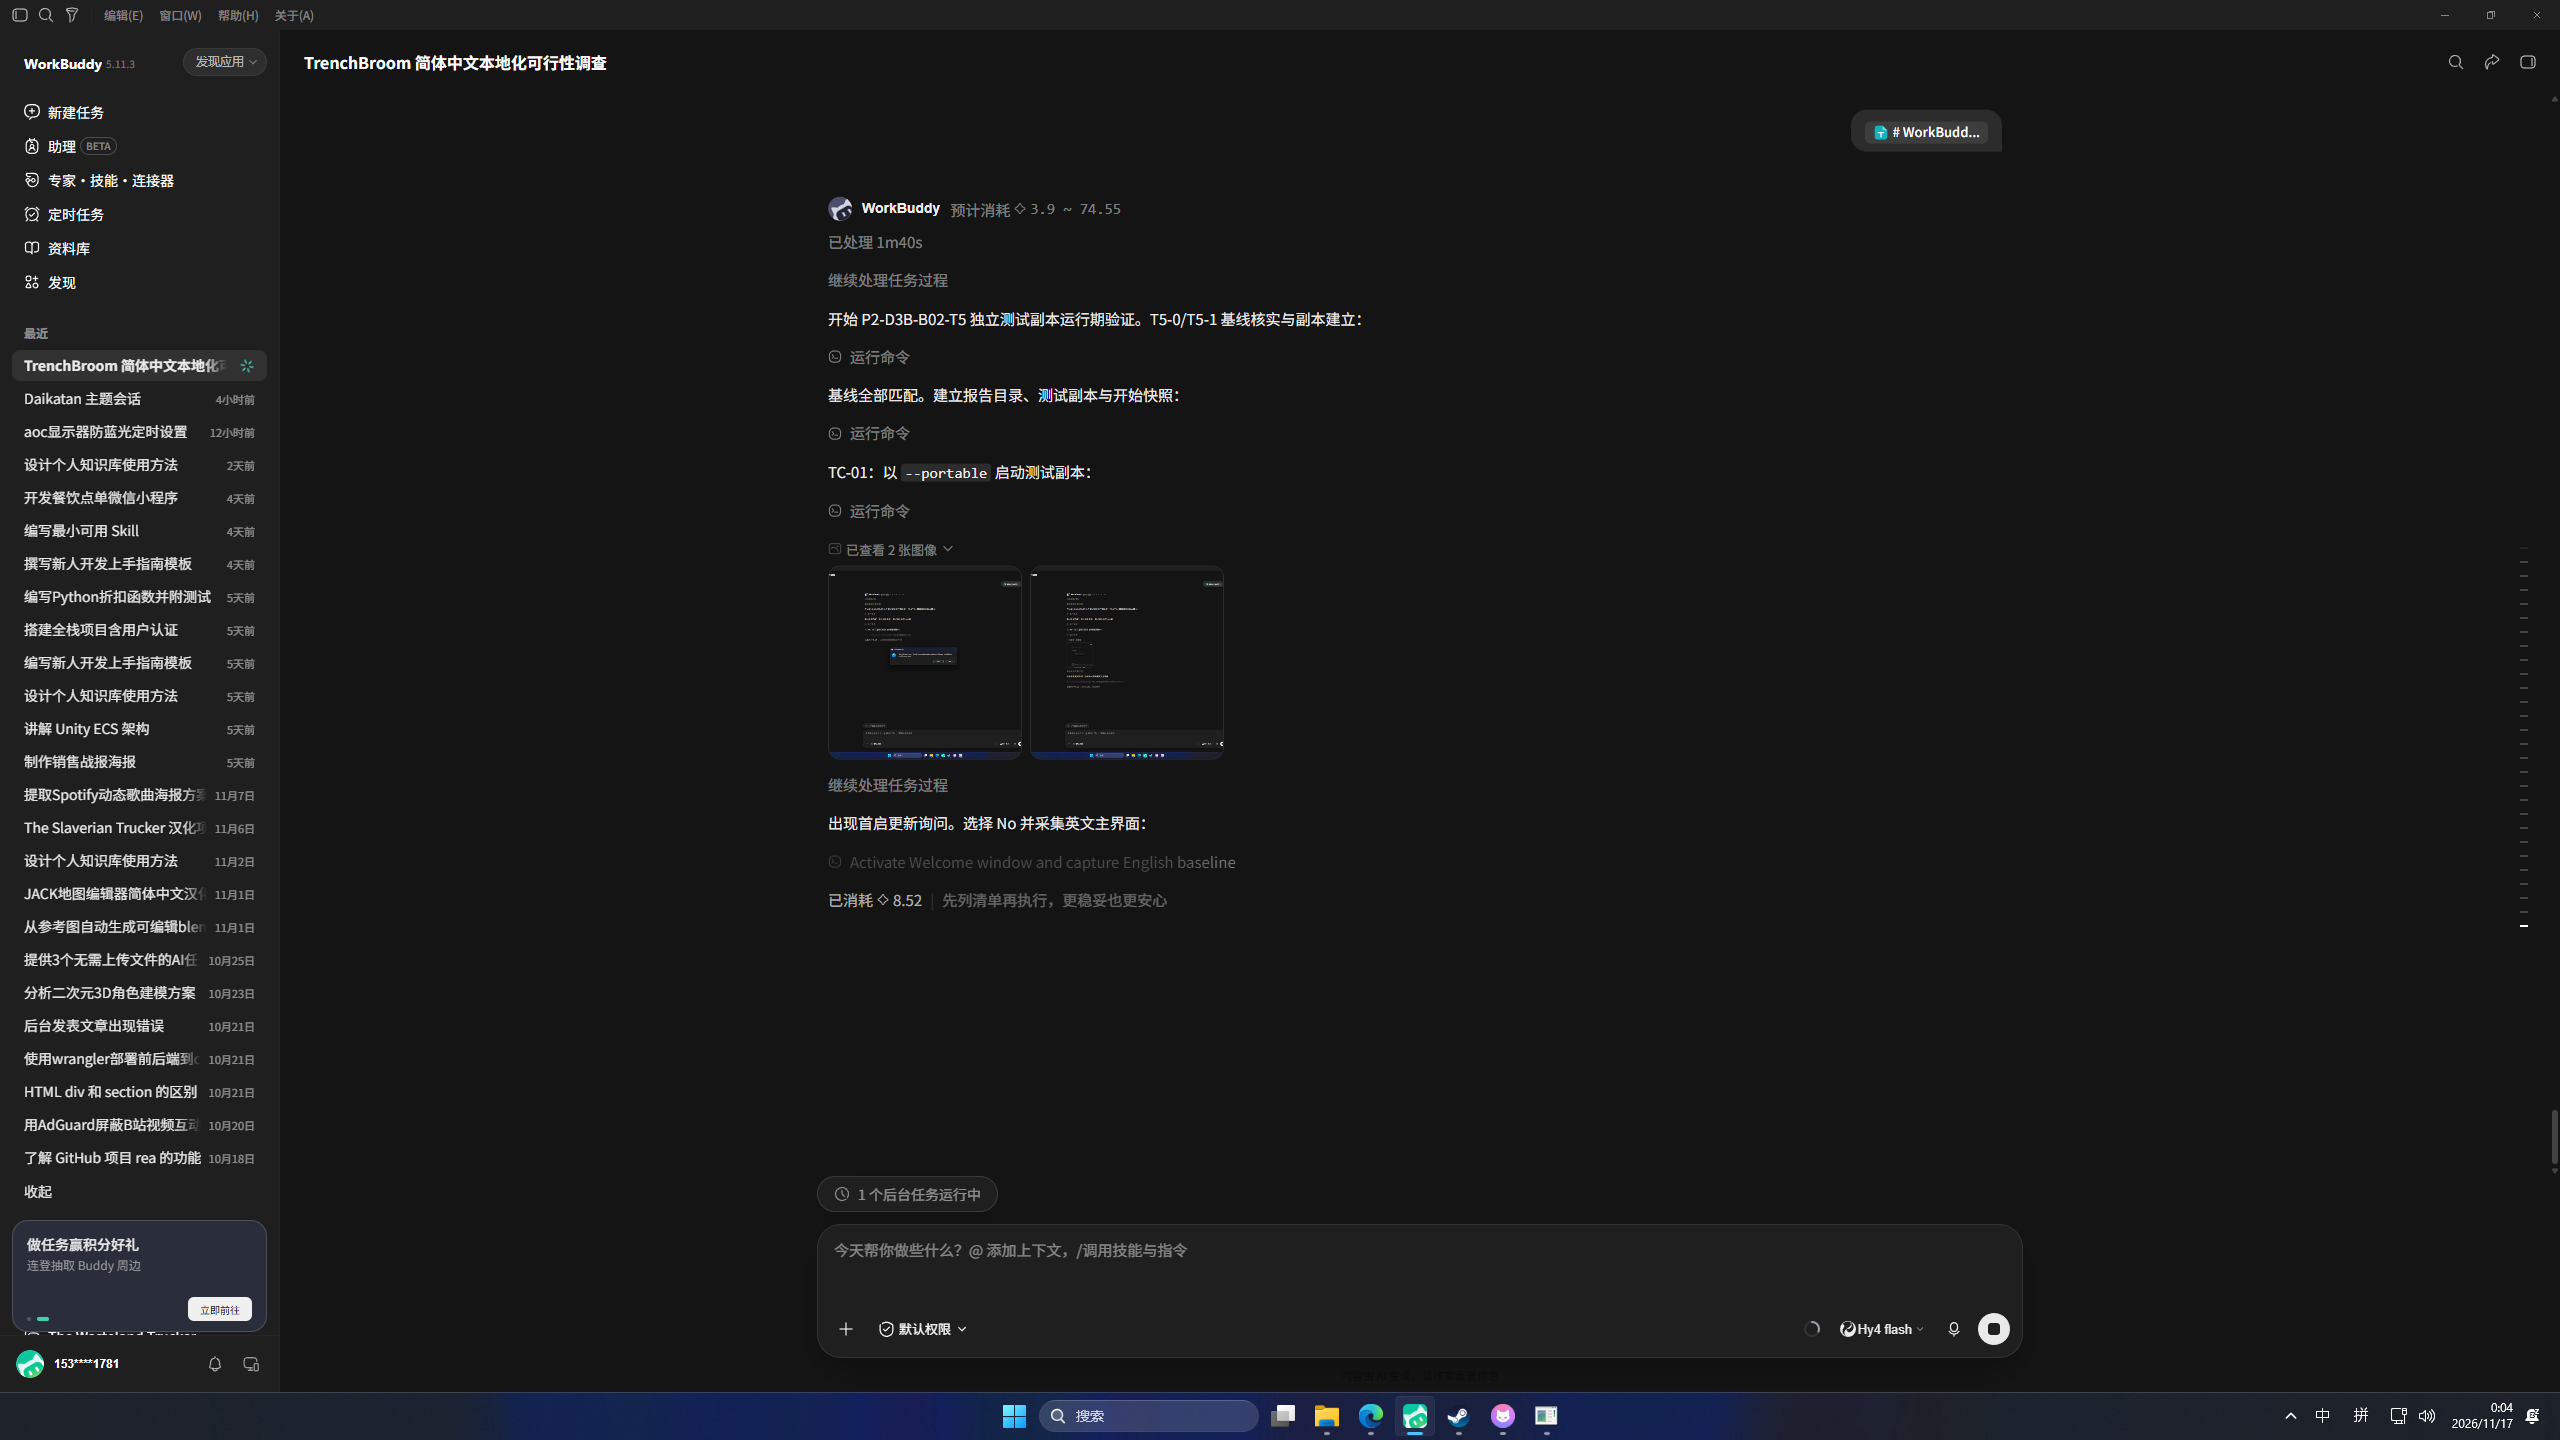 编辑(E) 窗口(W) 帮助(H) 关于(A)
WorkBuddy 5.11.3 发现应用
新建任务
助理 BETA
专家・技能・连接器
定时任务
资料库
发现
最近
TrenchBroom 简体中文本地化
Daikatan 主题会话 4小时前
aoc显示器防蓝光定时设置 12小时前
设计个人知识库使用方法 2天前
开发餐饮点单微信小程序 4天前
编写最小可用 Skill 4天前
撰写新人开发上手指南模板 4天前
编写Python折扣函数并附测试 5天前
搭建全栈项目含用户认证 5天前
编写新人开发上手指南模板 5天前
设计个人知识库使用方法 5天前
讲解 Unity ECS 架构 5天前
制作销售战报海报 5天前
提取Spotify动态歌曲海报方案 11月7日
The Slaverian Trucker 汉化项 11月6日
设计个人知识库使用方法 11月2日
JACK地图编辑器简体中文汉化 11月1日
从参考图自动生成可编辑blen 11月1日
提供3个无需上传文件的AI任 10月25日
分析二次元3D角色建模方案 10月23日
后台发表文章出现错误 10月21日
使用wrangler部署前后端到c 10月21日
HTML div 和 section 的区别 10月21日
用AdGuard屏蔽B站视频互动 10月20日
了解 GitHub 项目 rea 的功能 10月18日
收起
做任务赢积分好礼
连登抽取 Buddy 周边
立即前往
The Wasteland Trucker
153****1781
TrenchBroom 简体中文本地化可行性调查
# WorkBudd...
WorkBuddy 预计消耗 3.9 ~ 74.55
已处理 1m40s
继续处理任务过程
开始 P2-D3B-B02-T5 独立测试副本运行期验证。T5-0/T5-1 基线核实与副本建立：
运行命令
基线全部匹配。建立报告目录、测试副本与开始快照：
运行命令
TC-01：以 --portable 启动测试副本：
运行命令
已查看 2 张图像
继续处理任务过程
出现首启更新询问。选择 No 并采集英文主界面：
Activate Welcome window and capture English baseline
已消耗 8.52 | 先列清单再执行，更稳妥也更安心
1 个后台任务运行中
今天帮你做些什么？@ 添加上下文，/调用技能与指令
默认权限
Hy4 flash
搜索
中 拼
0:04
2026/11/17